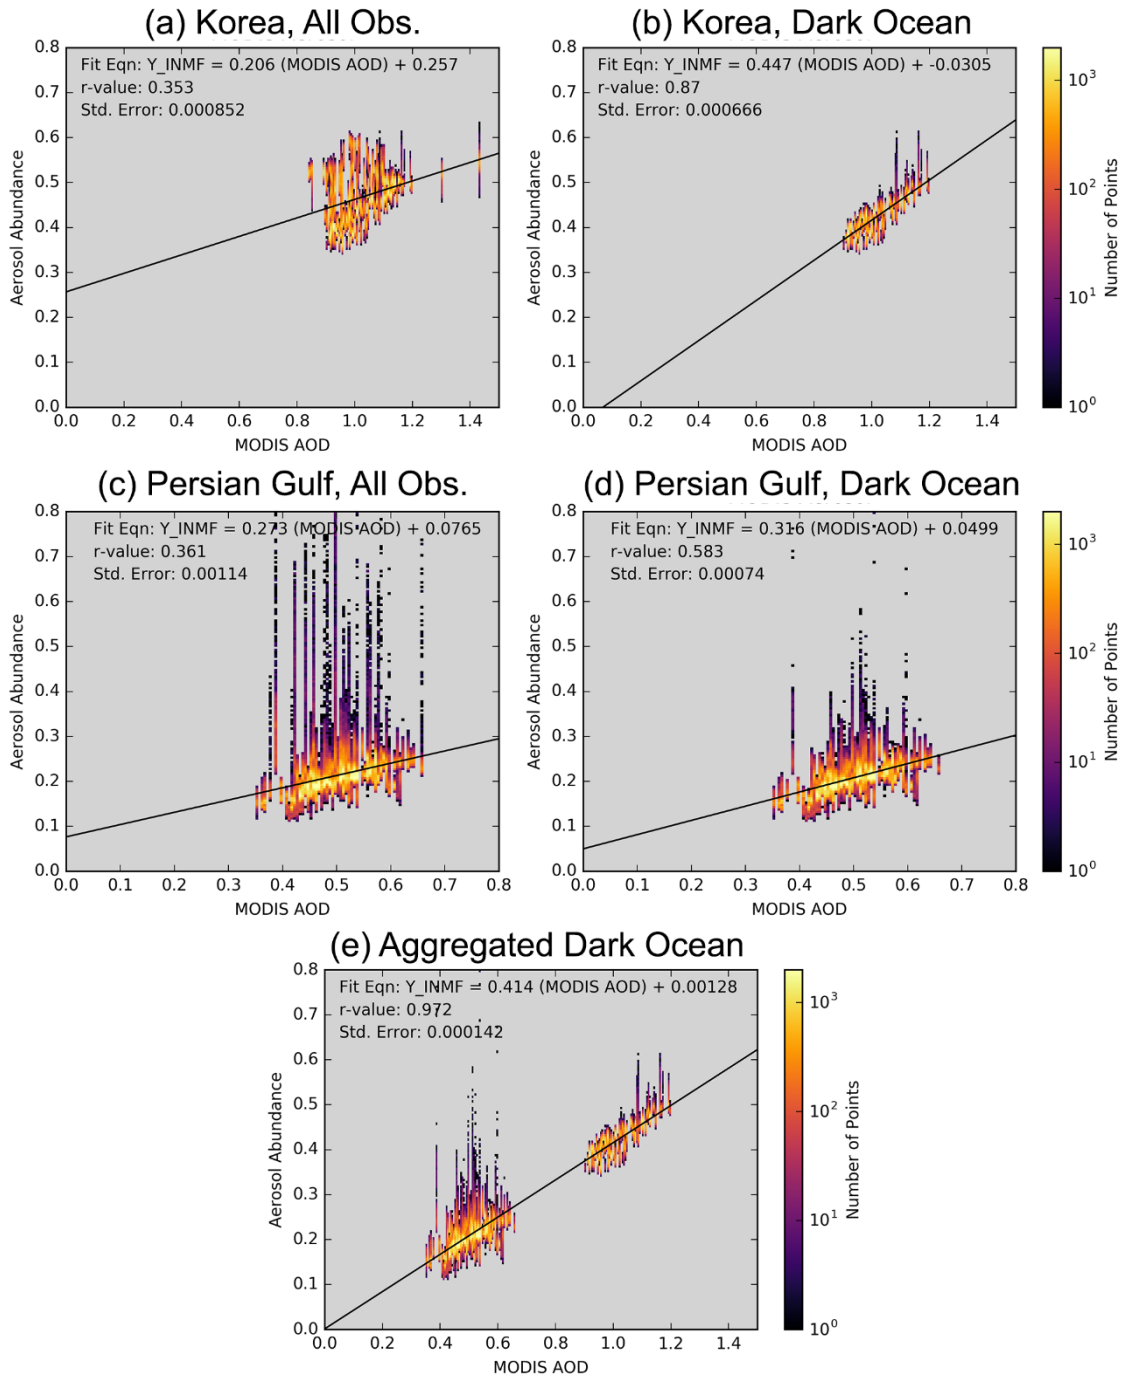 (a) Korea, All Obs.
Fit Eqn: Y_INMF = 0.206 (MODIS AOD) + 0.257
r-value: 0.353
Std. Error: 0.000852
0.8
0.7
0.6
0.5
0.4
0.3
0.2
0.1
0.0
Aerosol Abundance
0.0 0.2 0.4 0.6 0.8 1.0 1.2 1.4
MODIS AOD
(b) Korea, Dark Ocean
Fit Eqn: Y_INMF = 0.447 (MODIS AOD) + -0.0305
r-value: 0.87
Std. Error: 0.000666
0.8
0.7
0.6
0.5
0.4
0.3
0.2
0.1
0.0
Aerosol Abundance
0.0 0.2 0.4 0.6 0.8 1.0 1.2 1.4
MODIS AOD
10³
10²
10¹
10⁰
Number of Points
(c) Persian Gulf, All Obs.
Fit Eqn: Y_INMF = 0.273 (MODIS AOD) + 0.0765
r-value: 0.361
Std. Error: 0.00114
0.8
0.7
0.6
0.5
0.4
0.3
0.2
0.1
0.0
Aerosol Abundance
0.0 0.1 0.2 0.3 0.4 0.5 0.6 0.7 0.8
MODIS AOD
(d) Persian Gulf, Dark Ocean
Fit Eqn: Y_INMF = 0.316 (MODIS AOD) + 0.0499
r-value: 0.583
Std. Error: 0.00074
0.8
0.7
0.6
0.5
0.4
0.3
0.2
0.1
0.0
Aerosol Abundance
0.0 0.1 0.2 0.3 0.4 0.5 0.6 0.7 0.8
MODIS AOD
10³
10²
10¹
10⁰
Number of Points
(e) Aggregated Dark Ocean
Fit Eqn: Y_INMF = 0.414 (MODIS AOD) + 0.00128
r-value: 0.972
Std. Error: 0.000142
0.8
0.7
0.6
0.5
0.4
0.3
0.2
0.1
0.0
Aerosol Abundance
0.0 0.2 0.4 0.6 0.8 1.0 1.2 1.4
MODIS AOD
10³
10²
10¹
10⁰
Number of Points